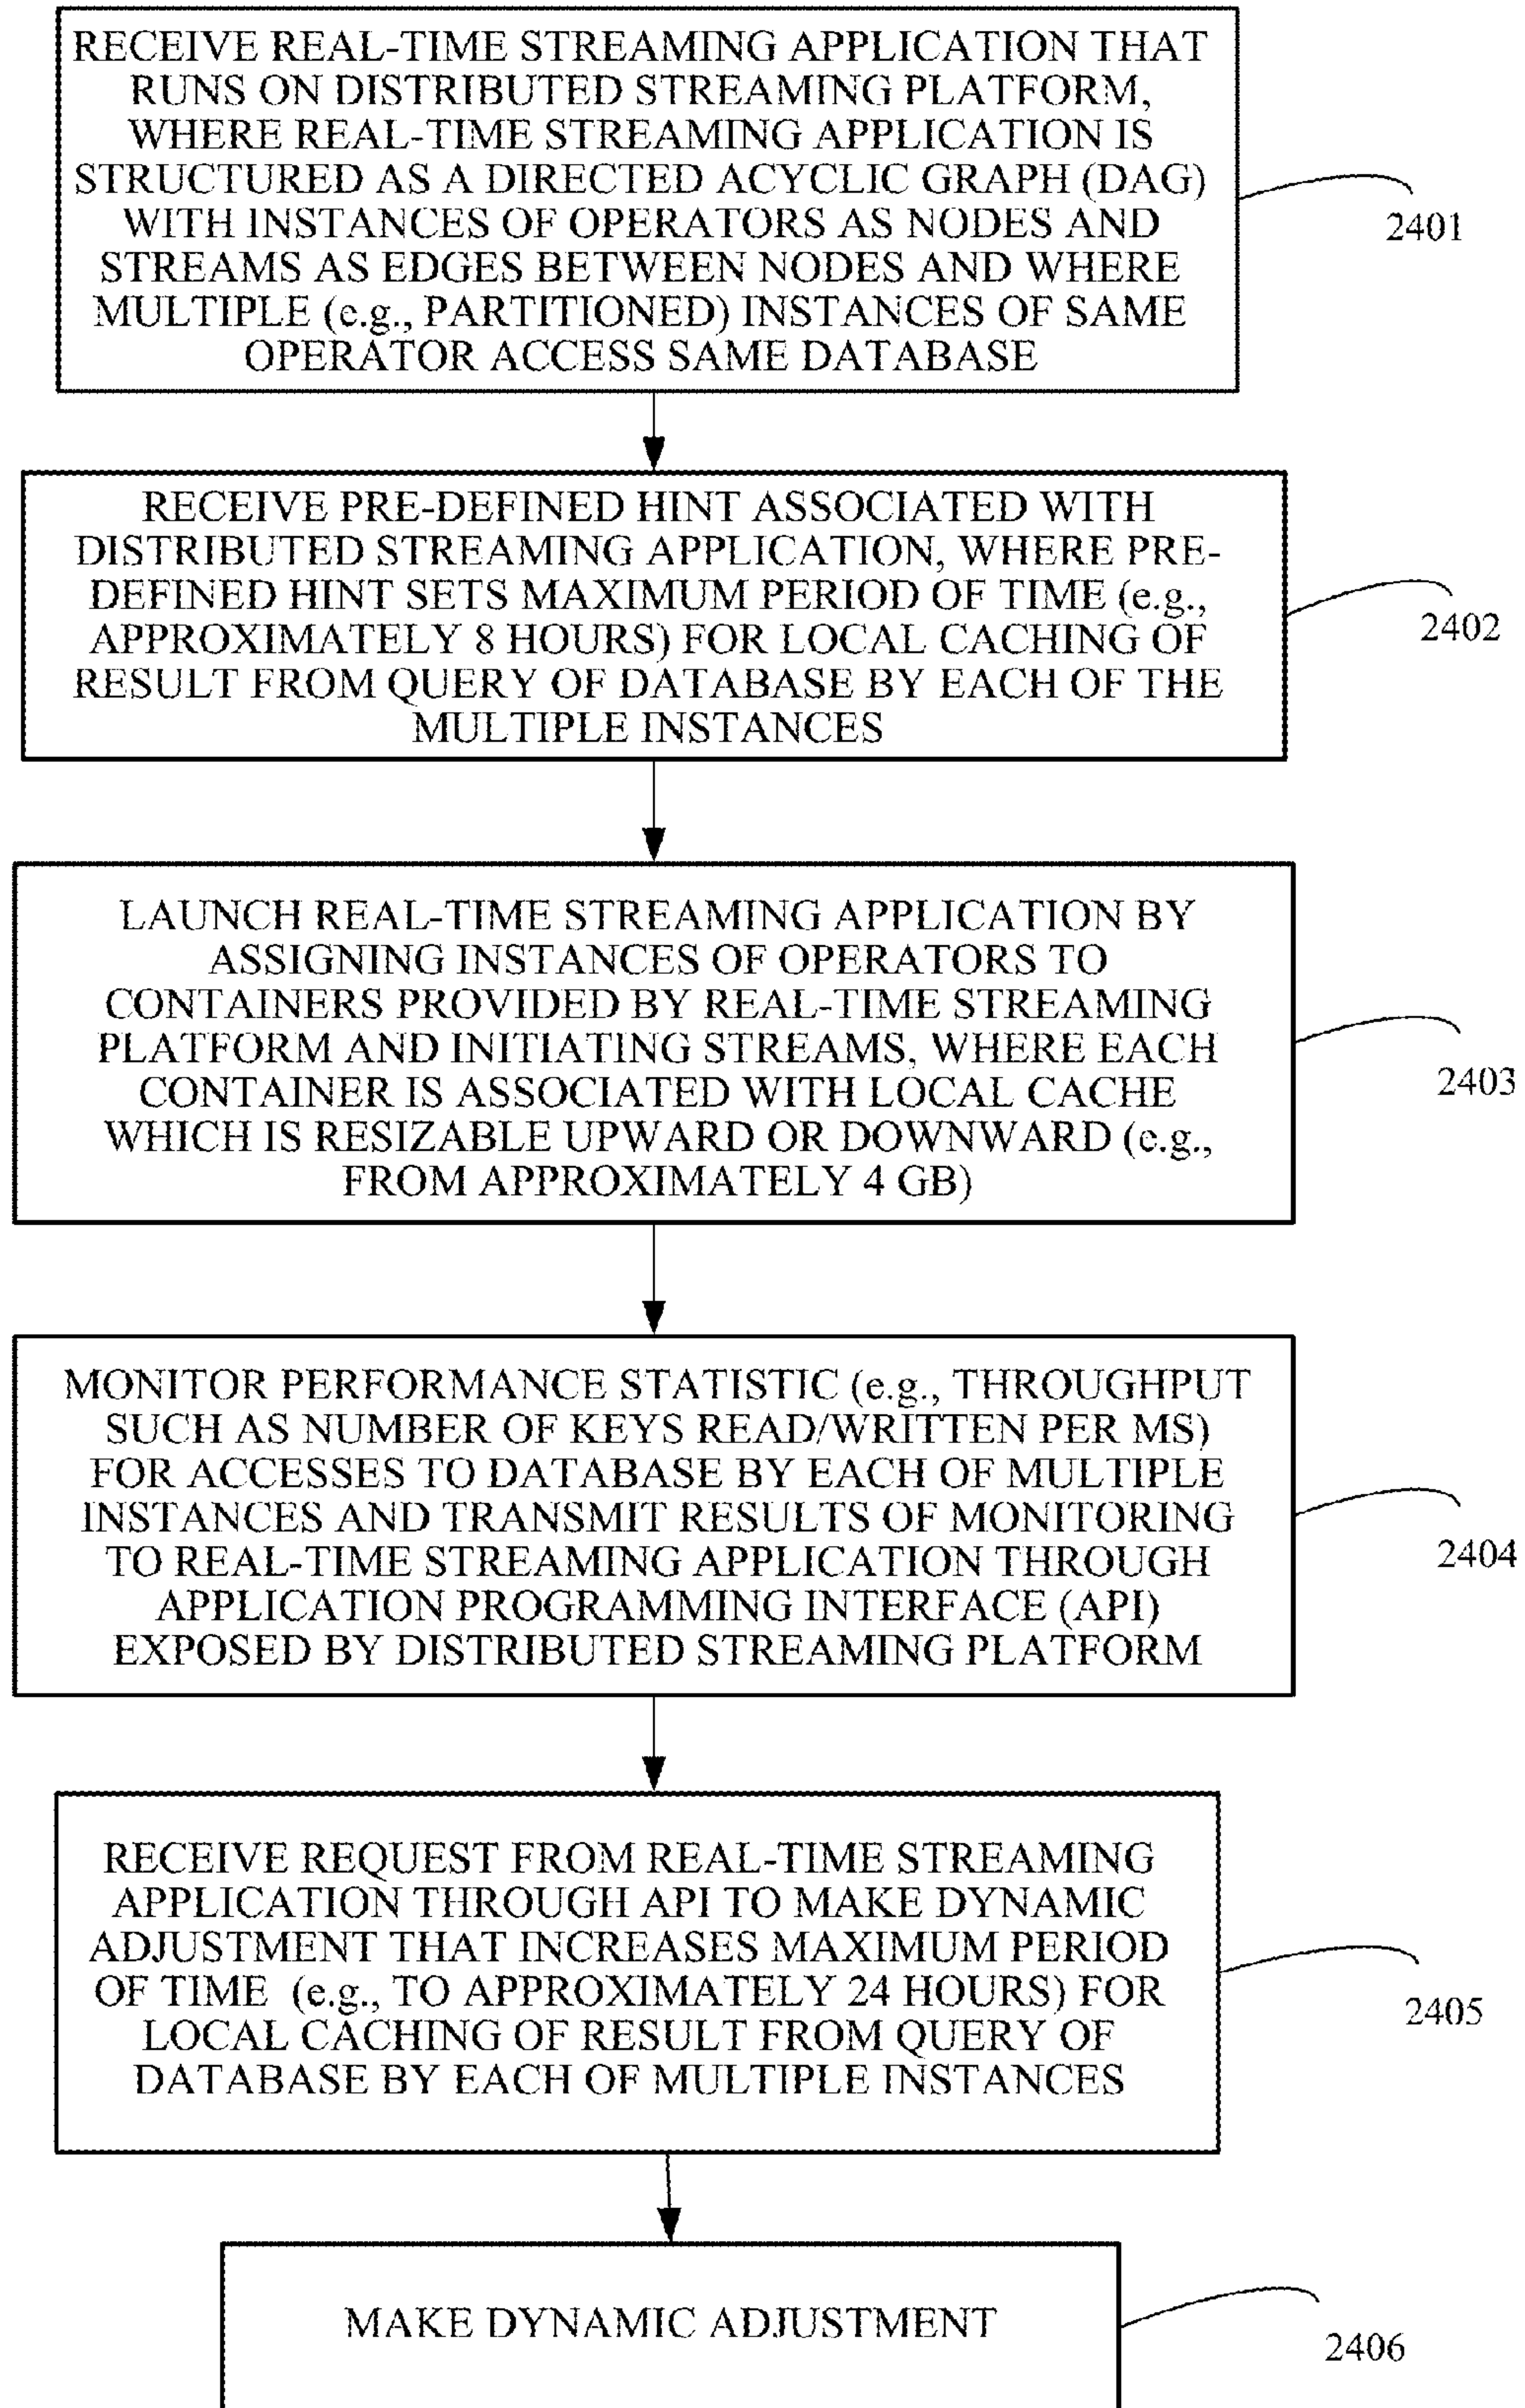 RECEIVE REAL-TIME STREAMING APPLICATION THAT
RUNS ON DISTRIBUTED STREAMING PLATFORM,
WHERE REAL-TIME STREAMING APPLICATION IS
STRUCTURED AS A DIRECTED ACYCLIC GRAPH (DAG)
WITH INSTANCES OF OPERATORS AS NODES AND
STREAMS AS EDGES BETWEEN NODES AND WHERE
MULTIPLE (e.g., PARTITIONED) INSTANCES OF SAME
OPERATOR ACCESS SAME DATABASE
2401
RECEIVE PRE-DEFINED HINT ASSOCIATED WITH
DISTRIBUTED STREAMING APPLICATION, WHERE PRE-
DEFINED HINT SETS MAXIMUM PERIOD OF TIME (e.g.,
APPROXIMATELY 8 HOURS) FOR LOCAL CACHING OF
RESULT FROM QUERY OF DATABASE BY EACH OF THE
MULTIPLE INSTANCES
2402
LAUNCH REAL-TIME STREAMING APPLICATION BY
ASSIGNING INSTANCES OF OPERATORS TO
CONTAINERS PROVIDED BY REAL-TIME STREAMING
PLATFORM AND INITIATING STREAMS, WHERE EACH
CONTAINER IS ASSOCIATED WITH LOCAL CACHE
WHICH IS RESIZABLE UPWARD OR DOWNWARD (e.g.,
FROM APPROXIMATELY 4 GB)
2403
MONITOR PERFORMANCE STATISTIC (e.g., THROUGHPUT
SUCH AS NUMBER OF KEYS READ/WRITTEN PER MS)
FOR ACCESSES TO DATABASE BY EACH OF MULTIPLE
INSTANCES AND TRANSMIT RESULTS OF MONITORING
TO REAL-TIME STREAMING APPLICATION THROUGH
APPLICATION PROGRAMMING INTERFACE (API)
EXPOSED BY DISTRIBUTED STREAMING PLATFORM
2404
RECEIVE REQUEST FROM REAL-TIME STREAMING
APPLICATION THROUGH API TO MAKE DYNAMIC
ADJUSTMENT THAT INCREASES MAXIMUM PERIOD
OF TIME (e.g., TO APPROXIMATELY 24 HOURS) FOR
LOCAL CACHING OF RESULT FROM QUERY OF
DATABASE BY EACH OF MULTIPLE INSTANCES
2405
MAKE DYNAMIC ADJUSTMENT
2406